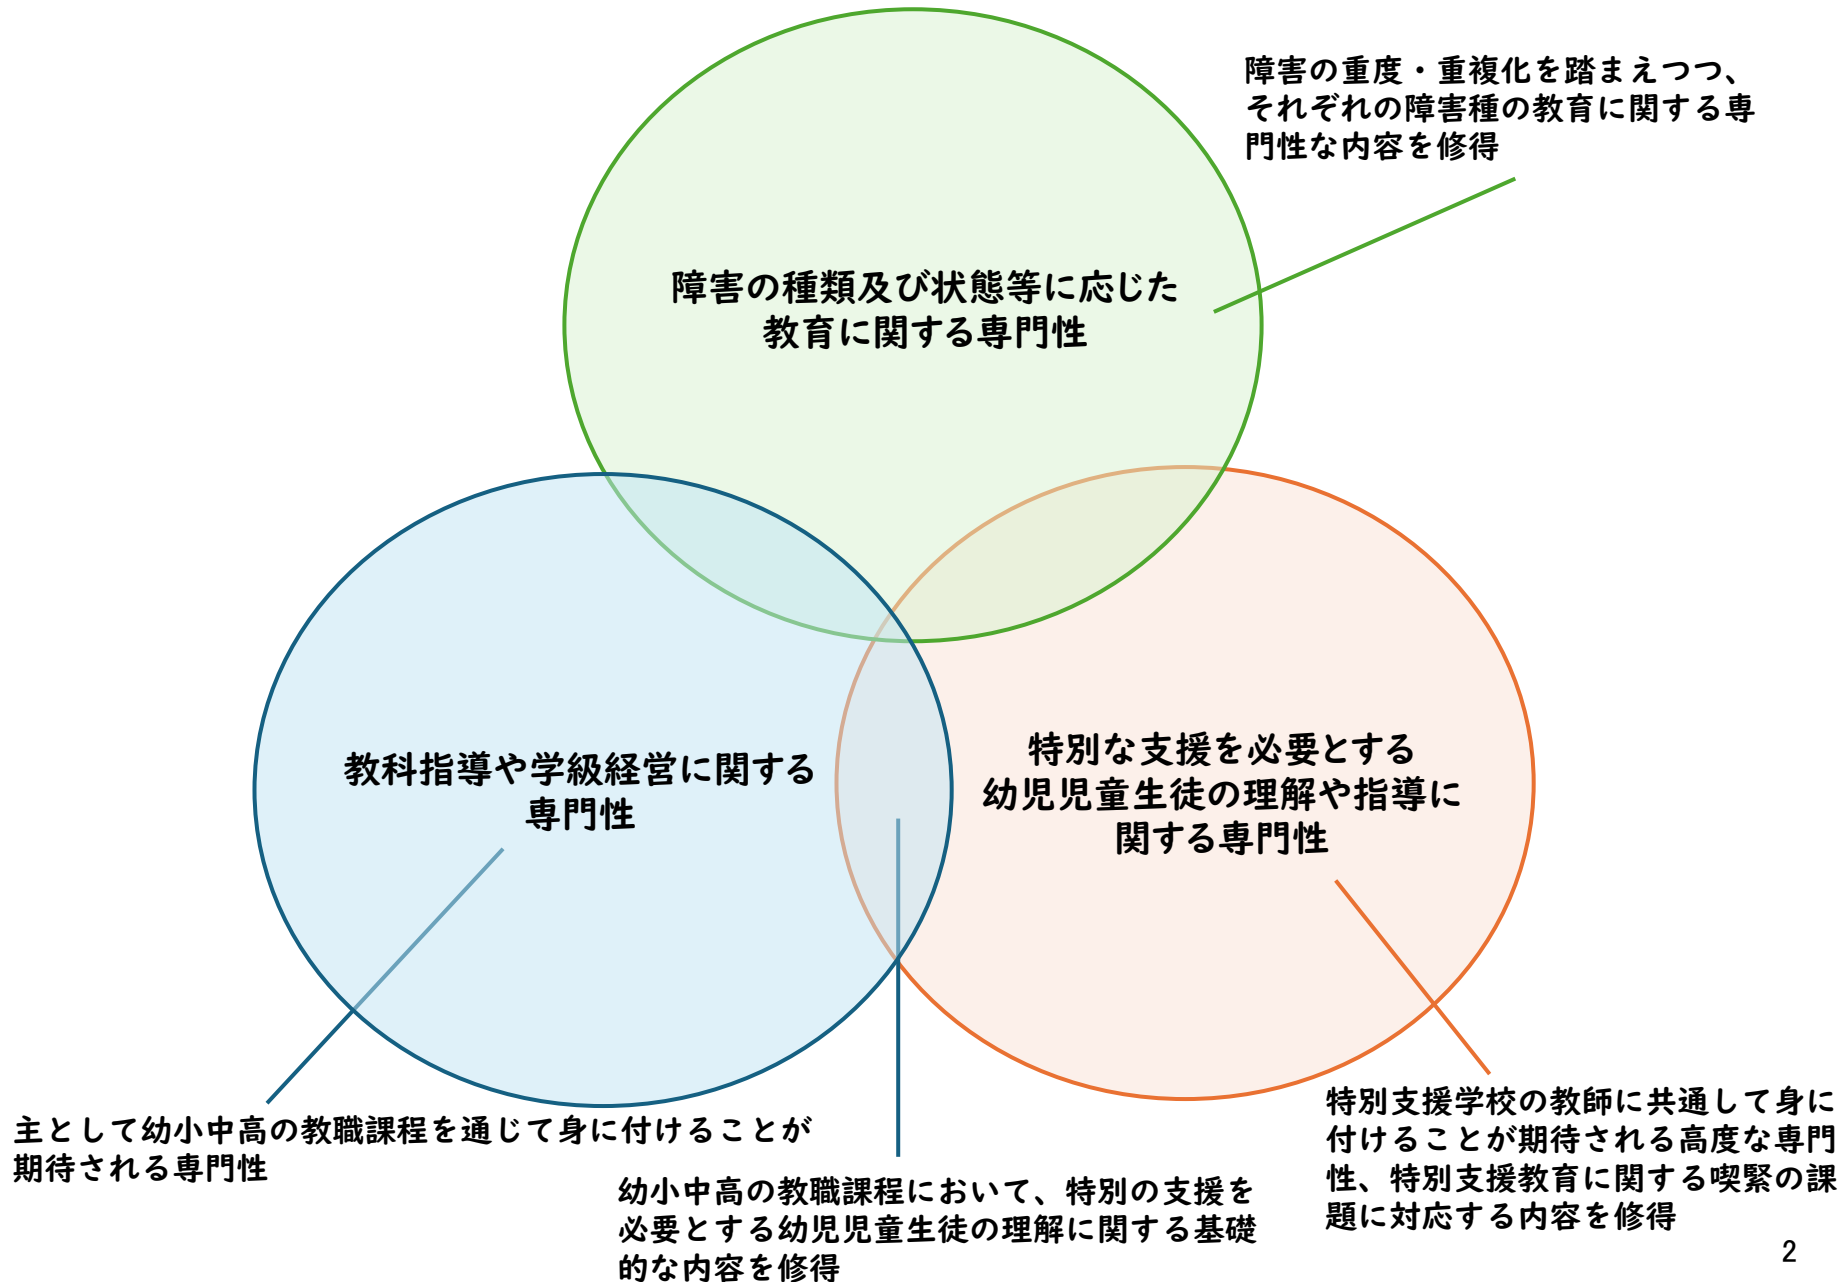 障害の重度・重複化を踏まえつつ、
それぞれの障害種の教育に関する専
門性な内容を修得
障害の種類及び状態等に応じた
教育に関する専門性
教科指導や学級経営に関する
専門性
特別な支援を必要とする
幼児児童生徒の理解や指導に
関する専門性
主として幼小中高の教職課程を通じて身に付けることが
期待される専門性
幼小中高の教職課程において、特別の支援を
必要とする幼児児童生徒の理解に関する基礎
的な内容を修得
特別支援学校の教師に共通して身に
付けることが期待される高度な専門
性、特別支援教育に関する喫緊の課
題に対応する内容を修得
2